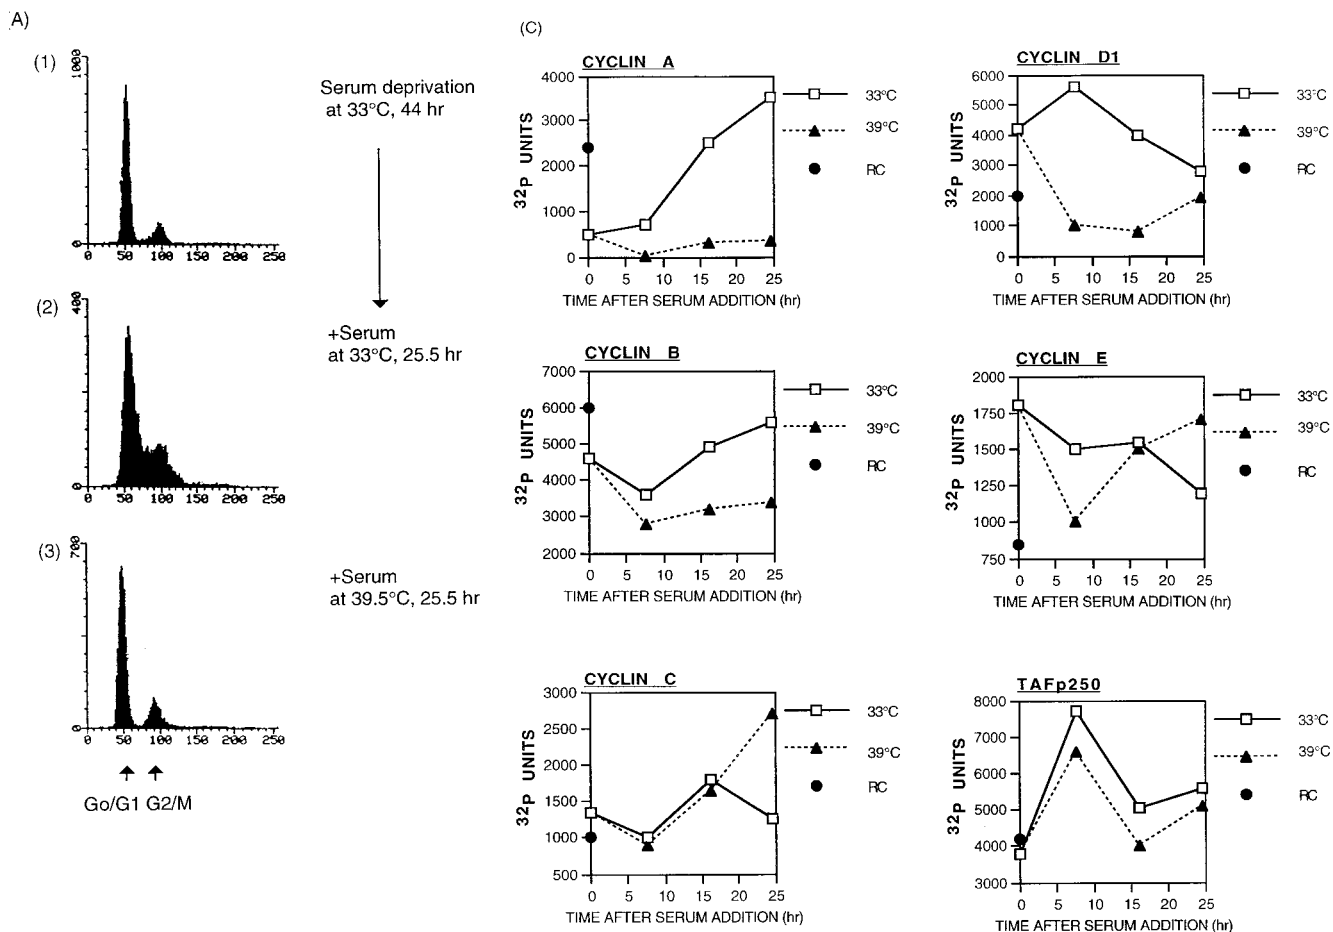 (A)
(1)
1000
0
0 50 100 150 200 250
Serum deprivation
at 33°C, 44 hr
(2)
400
0
0 50 100 150 200 250
+Serum
at 33°C, 25.5 hr
(3)
700
0
0 50 100 150 200 250
+Serum
at 39.5°C, 25.5 hr
Go/G1 G2/M
(C)
CYCLIN A
4000
3000
2000
1000
0
32P UNITS
0 5 10 15 20 25
TIME AFTER SERUM ADDITION (hr)
33°C
39°C
RC
CYCLIN D1
6000
5000
4000
3000
2000
1000
0
32P UNITS
0 5 10 15 20 25
TIME AFTER SERUM ADDITION (hr)
33°C
39°C
RC
CYCLIN B
7000
6000
5000
4000
3000
2000
32P UNITS
0 5 10 15 20 25
TIME AFTER SERUM ADDITION (hr)
33°C
39°C
RC
CYCLIN E
2000
1750
1500
1250
1000
750
32P UNITS
0 5 10 15 20 25
TIME AFTER SERUM ADDITION (hr)
33°C
39°C
RC
CYCLIN C
3000
2500
2000
1500
1000
500
32P UNITS
0 5 10 15 20 25
TIME AFTER SERUM ADDITION (hr)
33°C
39°C
RC
TAFp250
8000
7000
6000
5000
4000
3000
32P UNITS
0 5 10 15 20 25
TIME AFTER SERUM ADDITION (hr)
33°C
39°C
RC